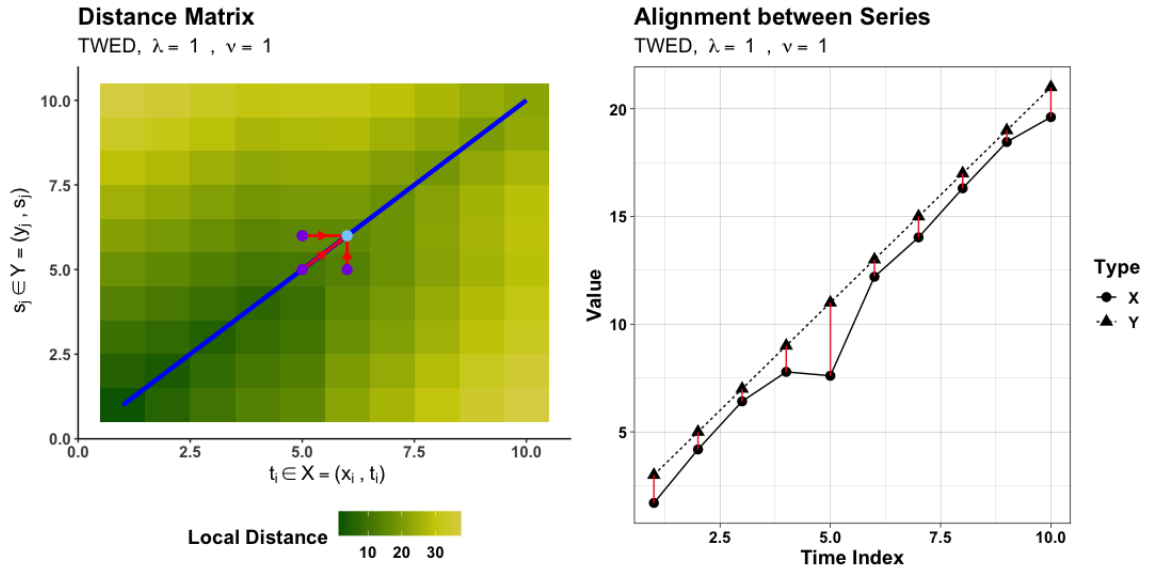 Distance Matrix
TWED, λ = 1 , ν = 1
10.0
7.5
5.0
2.5
0.0
sj ∈ Y = (yj , sj)
0.0 2.5 5.0 7.5 10.0
ti ∈ X = (xi , ti)
Local Distance
10 20 30
Alignment between Series
TWED, λ = 1 , ν = 1
20
15
10
5
Value
2.5 5.0 7.5 10.0
Time Index
Type
X
Y